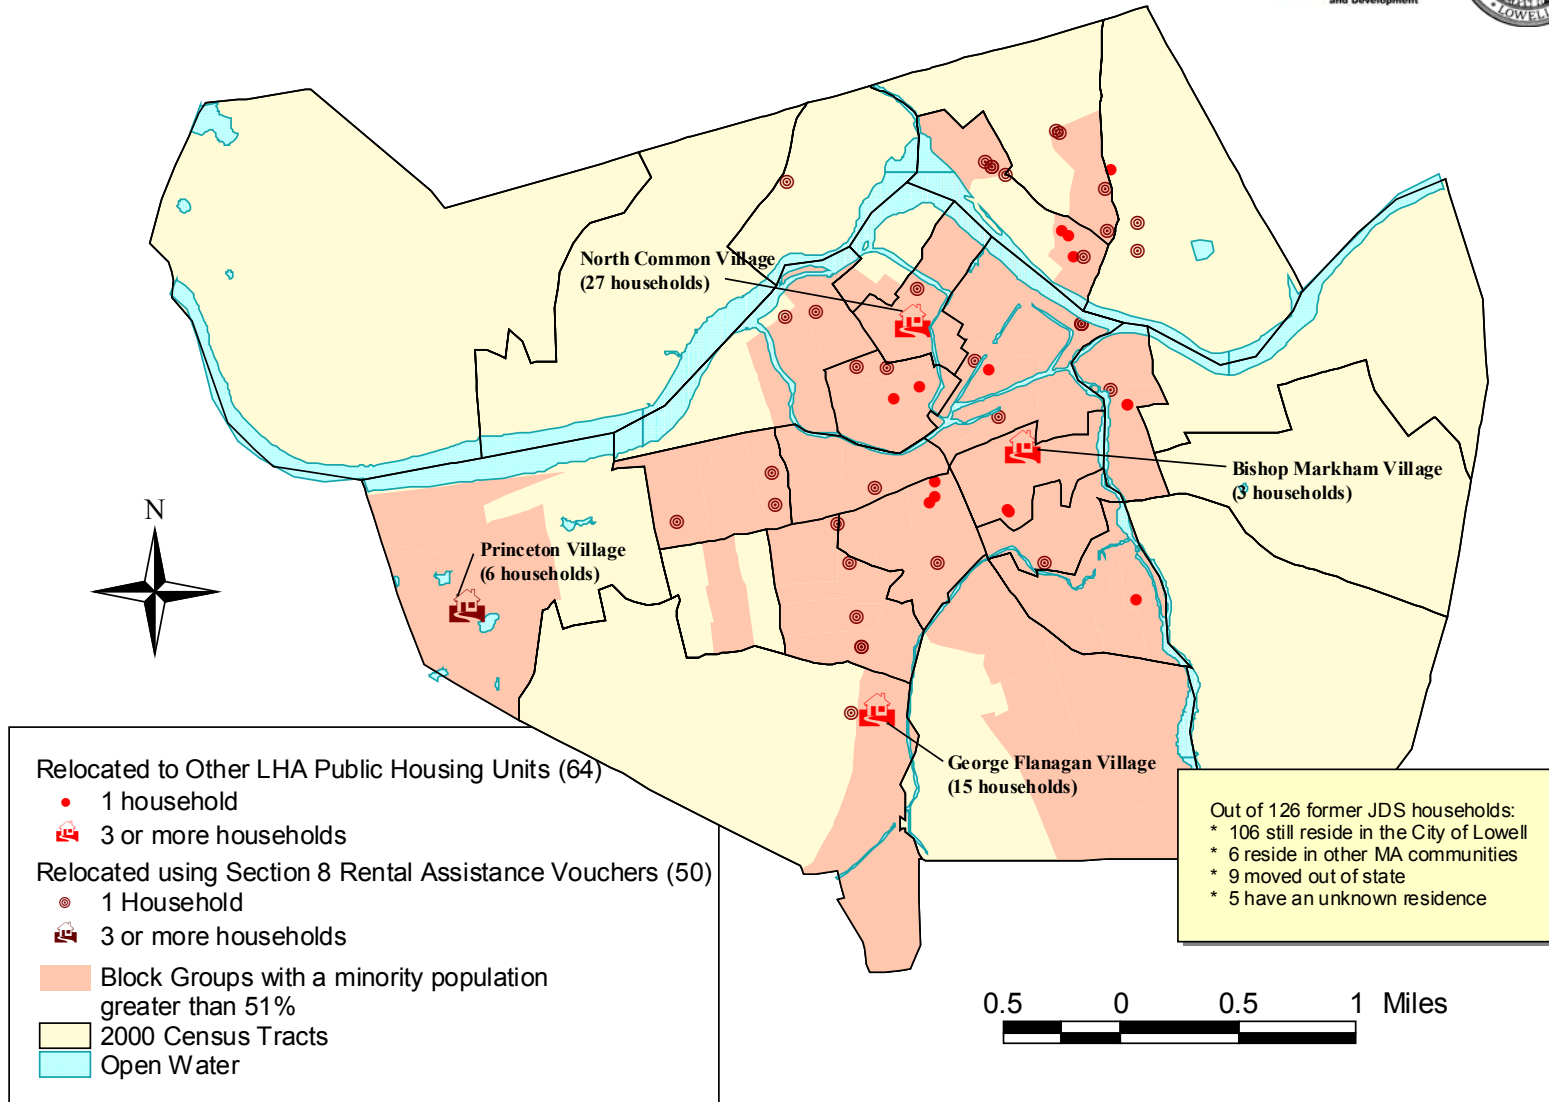 and Development
LOWELL
North Common Village
(27 households)
N
Bishop Markham Village
(3 households)
Princeton Village
(6 households)
George Flanagan Village
(15 households)
Relocated to Other LHA Public Housing Units (64)
1 household
3 or more households
Relocated using Section 8 Rental Assistance Vouchers (50)
1 Household
3 or more households
Block Groups with a minority population
greater than 51%
2000 Census Tracts
Open Water
Out of 126 former JDS households:
* 106 still reside in the City of Lowell
* 6 reside in other MA communities
* 9 moved out of state
* 5 have an unknown residence
0.5 0 0.5 1 Miles